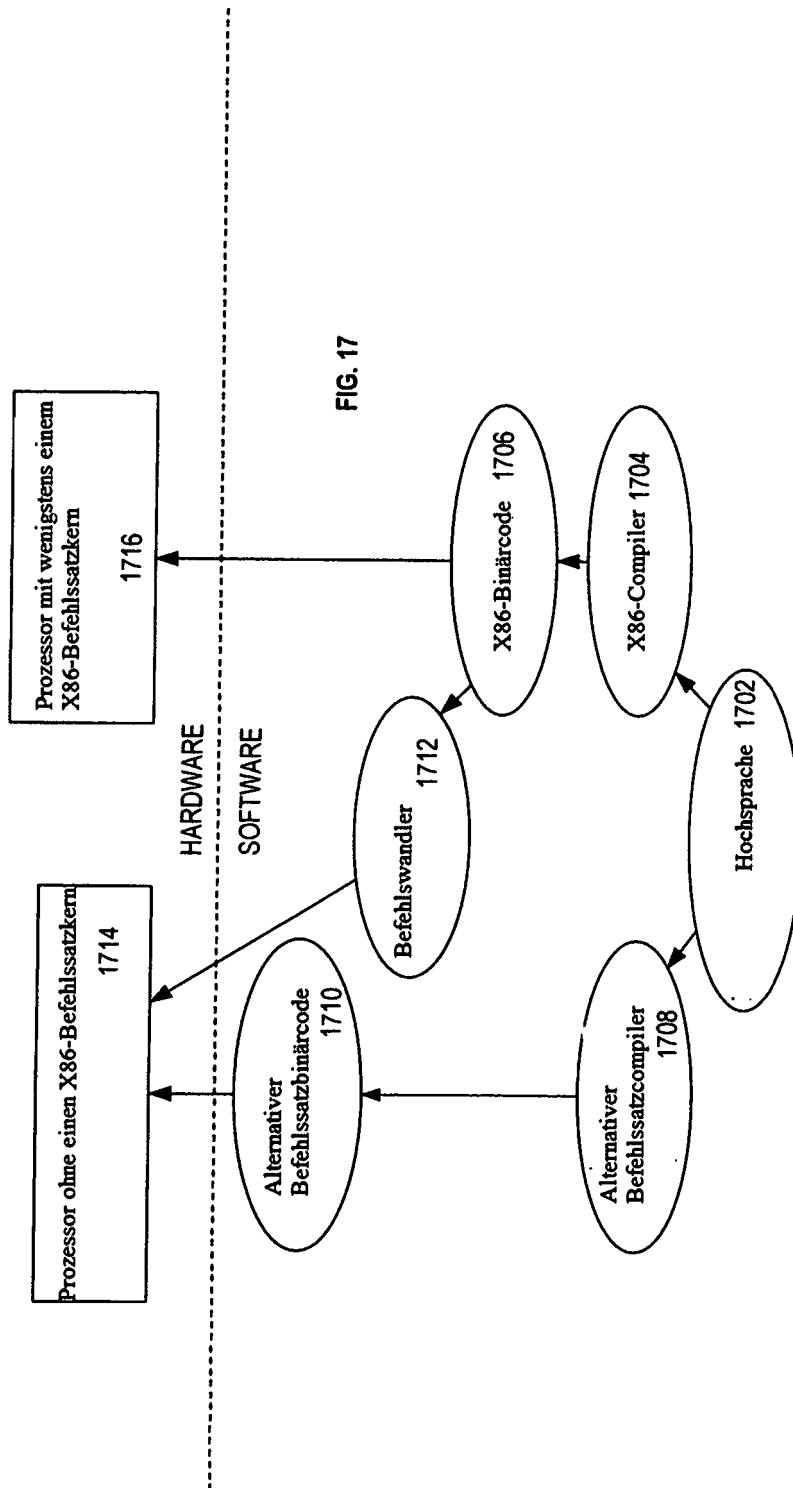 Prozessor ohne einen X86-Befehlssatzkern
1714
Prozessor mit wenigstens einem
X86-Befehlssatzkern
1716
HARDWARE
SOFTWARE
Alternativer
Befehlssatzbinärcode
1710
Befehlswandler
1712
FIG. 17
X86-Binärcode 1706
Alternativer
Befehlssatzcompiler
1708
X86-Compiler 1704
Hochsprache 1702